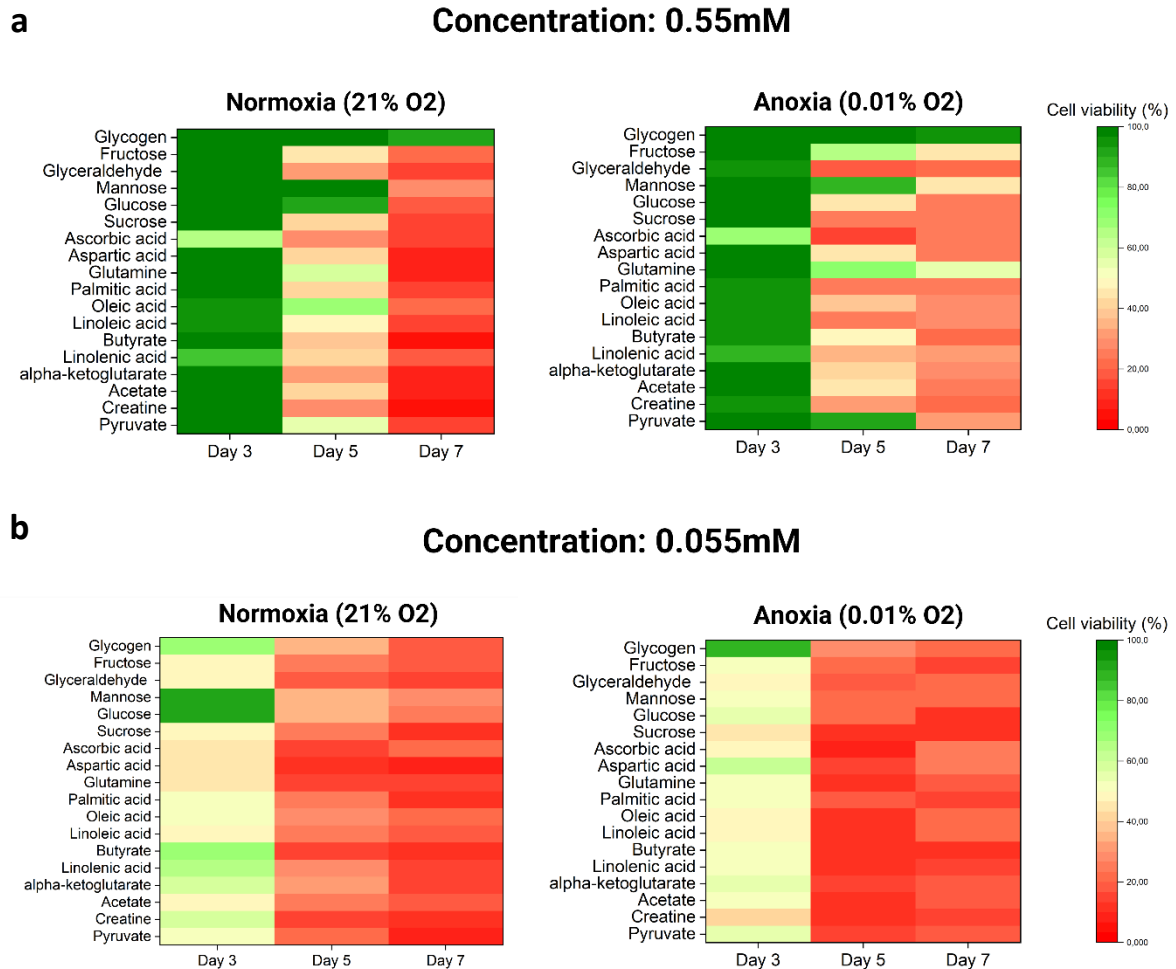 a
Concentration: 0.55mM
Normoxia (21% O2)
Glycogen
Fructose
Glyceraldehyde
Mannose
Glucose
Sucrose
Ascorbic acid
Aspartic acid
Glutamine
Palmitic acid
Oleic acid
Linoleic acid
Butyrate
Linolenic acid
alpha-ketoglutarate
Acetate
Creatine
Pyruvate
Day 3 Day 5 Day 7
Anoxia (0.01% O2)
Glycogen
Fructose
Glyceraldehyde
Mannose
Glucose
Sucrose
Ascorbic acid
Aspartic acid
Glutamine
Palmitic acid
Oleic acid
Linoleic acid
Butyrate
Linolenic acid
alpha-ketoglutarate
Acetate
Creatine
Pyruvate
Day 3 Day 5 Day 7
Cell viability (%)
100,0
80,00
60,00
40,00
20,00
0,000
b
Concentration: 0.055mM
Normoxia (21% O2)
Glycogen
Fructose
Glyceraldehyde
Mannose
Glucose
Sucrose
Ascorbic acid
Aspartic acid
Glutamine
Palmitic acid
Oleic acid
Linoleic acid
Butyrate
Linolenic acid
alpha-ketoglutarate
Acetate
Creatine
Pyruvate
Day 3 Day 5 Day 7
Anoxia (0.01% O2)
Glycogen
Fructose
Glyceraldehyde
Mannose
Glucose
Sucrose
Ascorbic acid
Aspartic acid
Glutamine
Palmitic acid
Oleic acid
Linoleic acid
Butyrate
Linolenic acid
alpha-ketoglutarate
Acetate
Creatine
Pyruvate
Day 3 Day 5 Day 7
Cell viability (%)
100,0
80,00
60,00
40,00
20,00
0,000